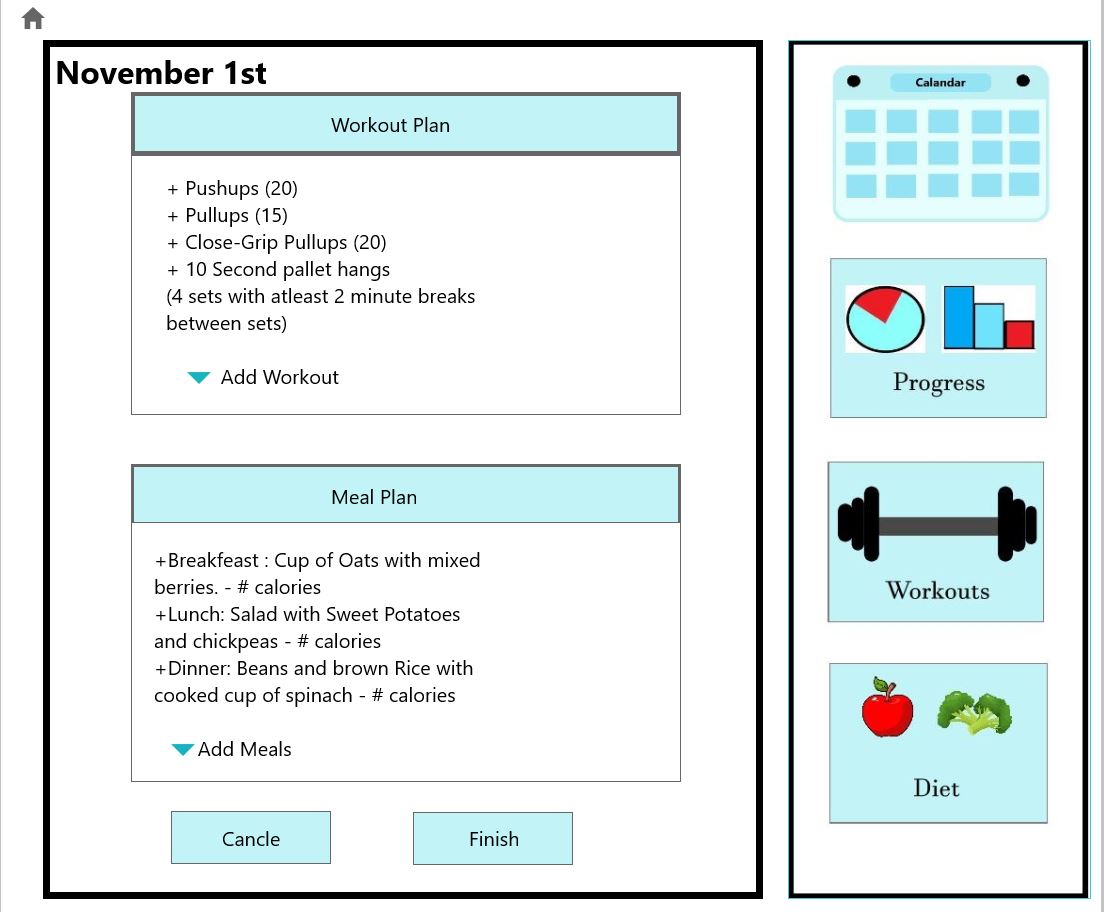 November 1st
Workout Plan
+ Pushups (20)
+ Pullups (15)
+ Close-Grip Pullups (20)
+ 10 Second pallet hangs
(4 sets with atleast 2 minute breaks
between sets)
Add Workout
Meal Plan
+Breakfeast : Cup of Oats with mixed
berries. - # calories
+Lunch: Salad with Sweet Potatoes
and chickpeas - # calories
+Dinner: Beans and brown Rice with
cooked cup of spinach - # calories
Add Meals
Cancle
Finish
Calandar
Progress
Workouts
Diet